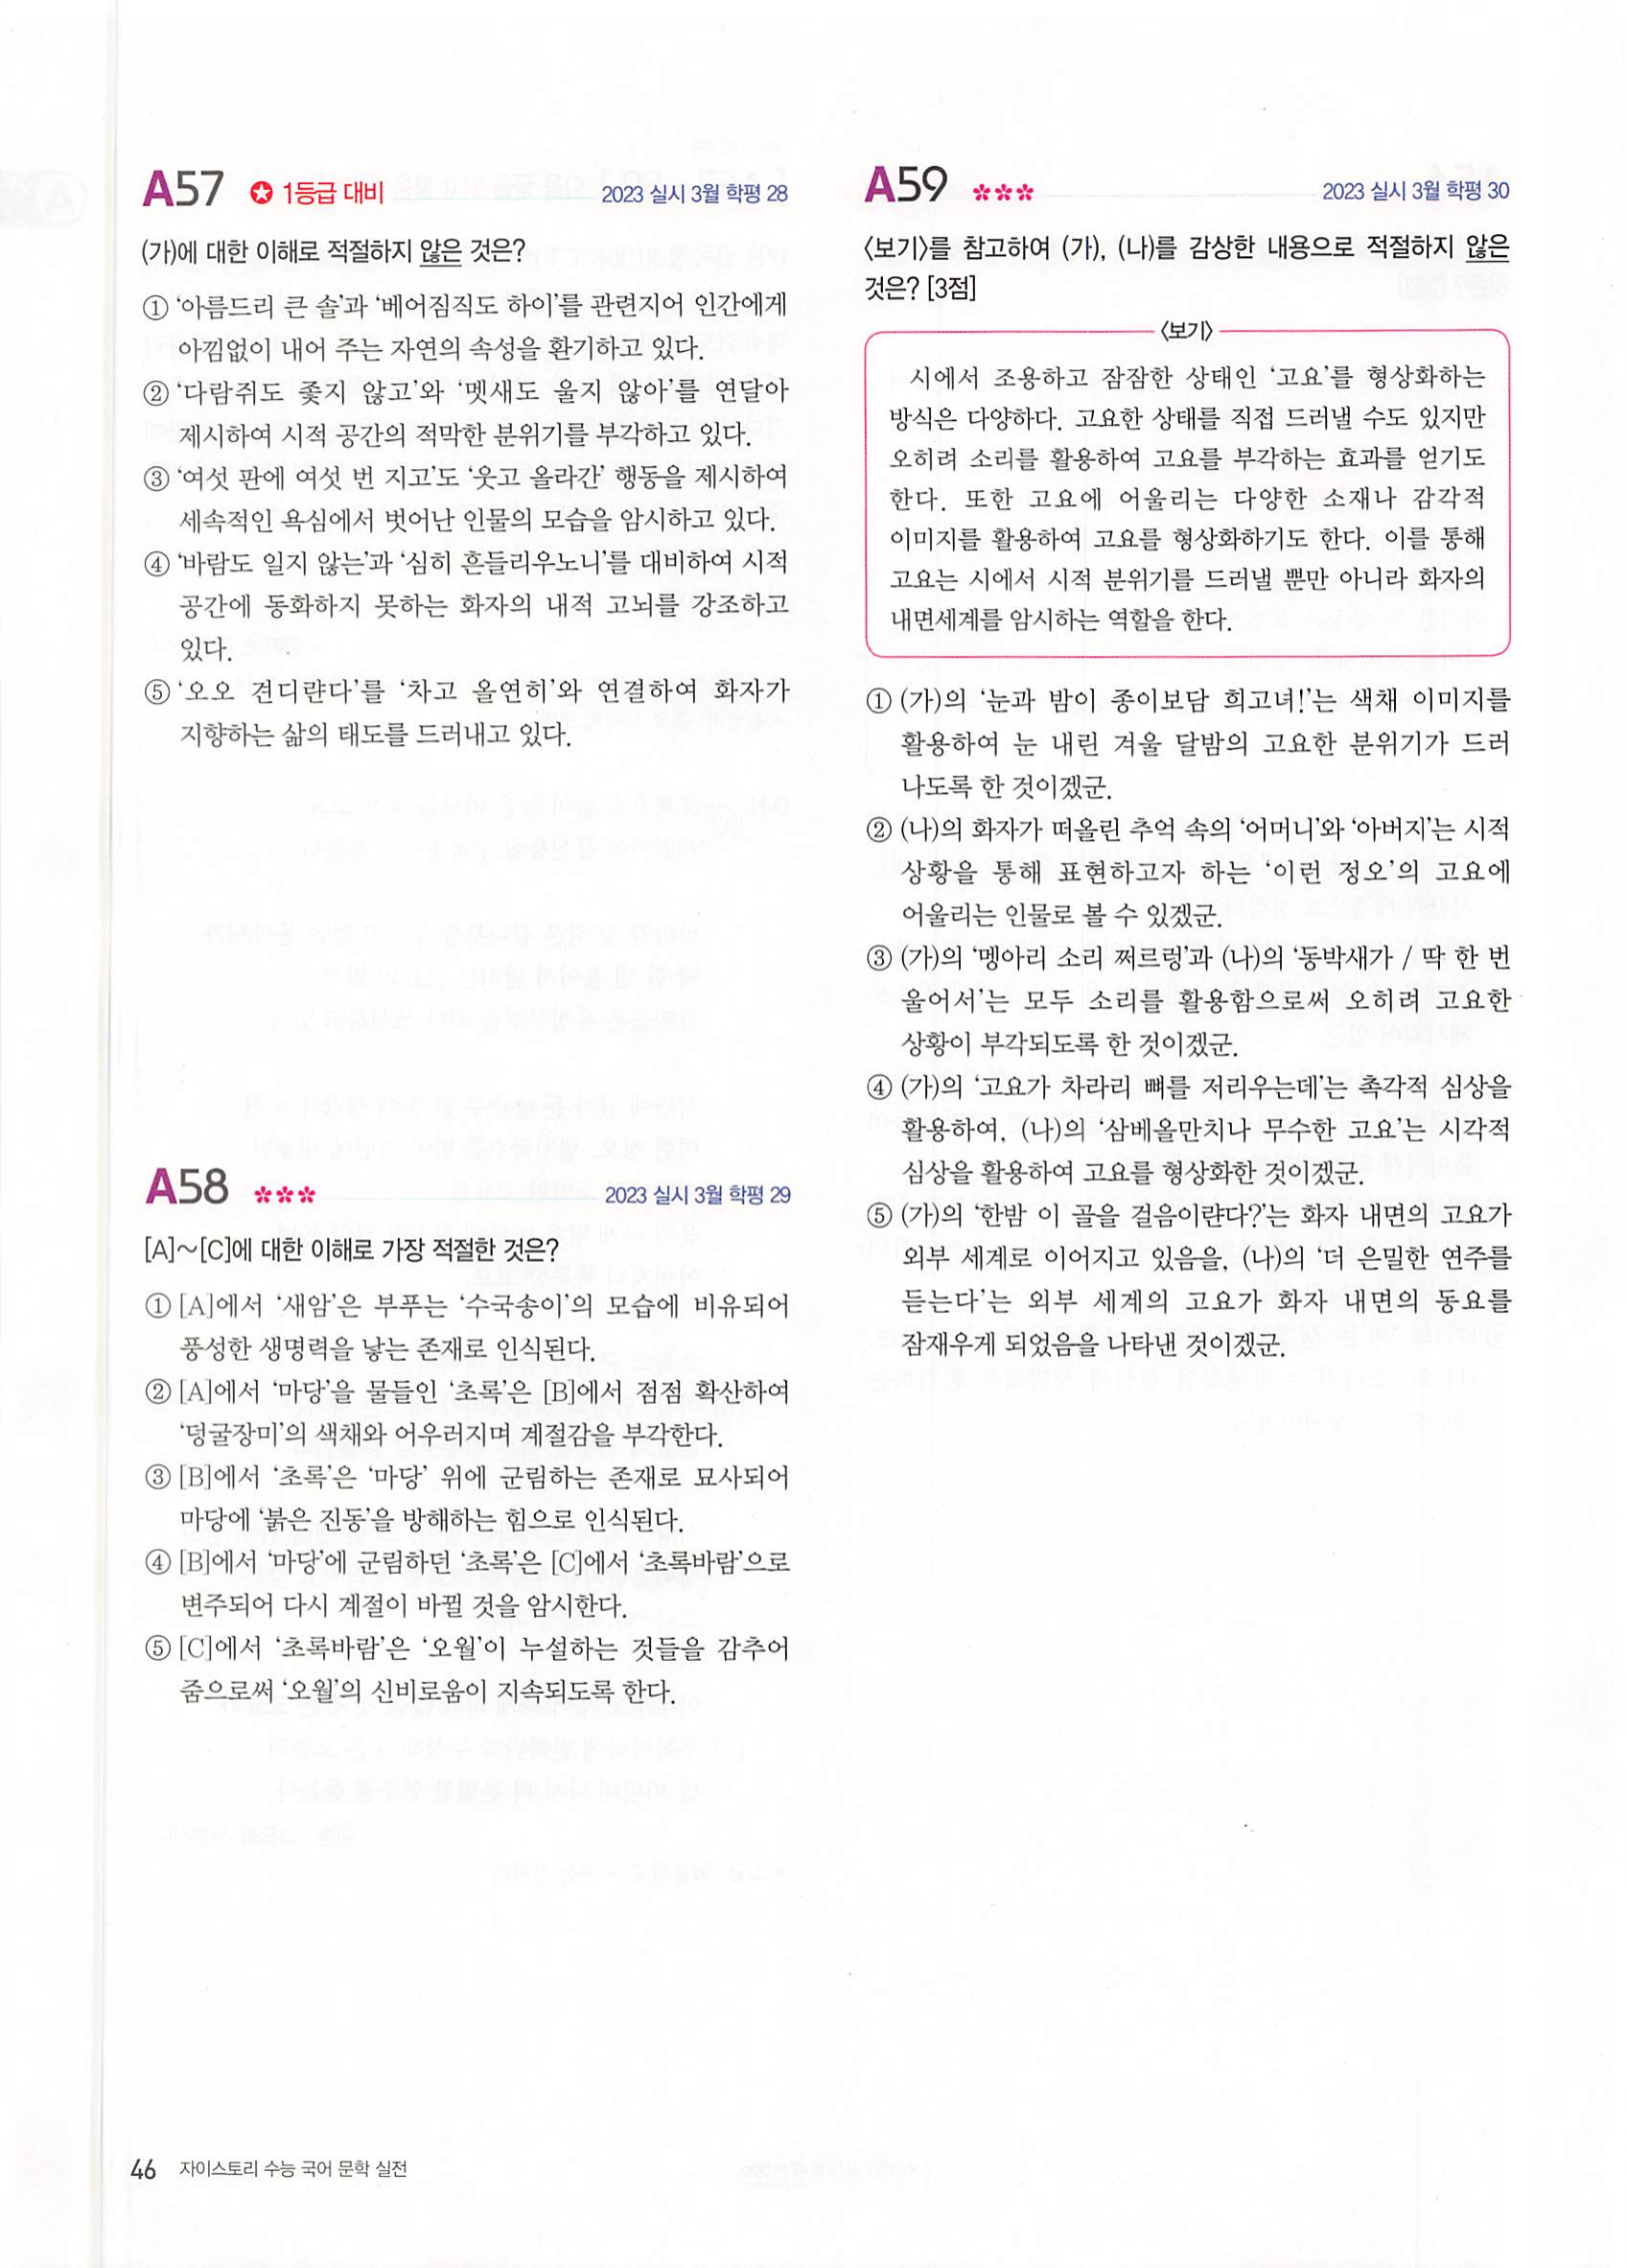 A57 1등급 대비 2023 실시 3월 학평 28
(가)에 대한 이해로 적절하지 않은 것은?
① ‘아름드리 큰 솔’과 ‘베어짐직도 하이’를 관련지어 인간에게
아낌없이 내어 주는 자연의 속성을 환기하고 있다.
② ‘다람쥐도 좇지 않고’와 ‘멧새도 울지 않아’를 연달아
제시하여 시적 공간의 적막한 분위기를 부각하고 있다.
③ ‘여섯 판에 여섯 번 지고’도 ‘웃고 올라간’ 행동을 제시하여
세속적인 욕심에서 벗어난 인물의 모습을 암시하고 있다.
④ ‘바람도 일지 않는’과 ‘심히 흔들리우노니’를 대비하여 시적
공간에 동화하지 못하는 화자의 내적 고뇌를 강조하고
있다.
⑤ ‘오오 견디랸다’를 ‘차고 올연히’와 연결하여 화자가
지향하는 삶의 태도를 드러내고 있다.
A58 ✽✽✽ 2023 실시 3월 학평 29
[A]～[C]에 대한 이해로 가장 적절한 것은?
① [A]에서 ‘새암’은 부푸는 ‘수국송이’의 모습에 비유되어
풍성한 생명력을 낳는 존재로 인식된다.
② [A]에서 ‘마당’을 물들인 ‘초록’은 [B]에서 점점 확산하여
‘덩굴장미’의 색채와 어우러지며 계절감을 부각한다.
③ [B]에서 ‘초록’은 ‘마당’ 위에 군림하는 존재로 묘사되어
마당에 ‘붉은 진동’을 방해하는 힘으로 인식된다.
④ [B]에서 ‘마당’에 군림하던 ‘초록’은 [C]에서 ‘초록바람’으로
변주되어 다시 계절이 바뀔 것을 암시한다.
⑤ [C]에서 ‘초록바람’은 ‘오월’이 누설하는 것들을 감추어
줌으로써 ‘오월’의 신비로움이 지속되도록 한다.
A59 ✽✽✽ 2023 실시 3월 학평 30
〈보기〉를 참고하여 (가), (나)를 감상한 내용으로 적절하지 않은
것은? [3점]
〈보기〉
시에서 조용하고 잠잠한 상태인 ‘고요’를 형상화하는
방식은 다양하다. 고요한 상태를 직접 드러낼 수도 있지만
오히려 소리를 활용하여 고요를 부각하는 효과를 얻기도
한다. 또한 고요에 어울리는 다양한 소재나 감각적
이미지를 활용하여 고요를 형상화하기도 한다. 이를 통해
고요는 시에서 시적 분위기를 드러낼 뿐만 아니라 화자의
내면세계를 암시하는 역할을 한다.
① (가)의 ‘눈과 밤이 종이보담 희고녀!’는 색채 이미지를
활용하여 눈 내린 겨울 달밤의 고요한 분위기가 드러
나도록 한 것이겠군.
② (나)의 화자가 떠올린 추억 속의 ‘어머니’와 ‘아버지’는 시적
상황을 통해 표현하고자 하는 ‘이런 정오’의 고요에
어울리는 인물로 볼 수 있겠군.
③ (가)의 ‘멩아리 소리 쩌르렁’과 (나)의 ‘동박새가 / 딱 한 번
울어서’는 모두 소리를 활용함으로써 오히려 고요한
상황이 부각되도록 한 것이겠군.
④ (가)의 ‘고요가 차라리 뼈를 저리우는데’는 촉각적 심상을
활용하여, (나)의 ‘삼베올만치나 무수한 고요’는 시각적
심상을 활용하여 고요를 형상화한 것이겠군.
⑤ (가)의 ‘한밤 이 골을 걸음이랸다?’는 화자 내면의 고요가
외부 세계로 이어지고 있음을, (나)의 ‘더 은밀한 연주를
듣는다’는 외부 세계의 고요가 화자 내면의 동요를
잠재우게 되었음을 나타낸 것이겠군.
46 자이스토리 수능 국어 문학 실전